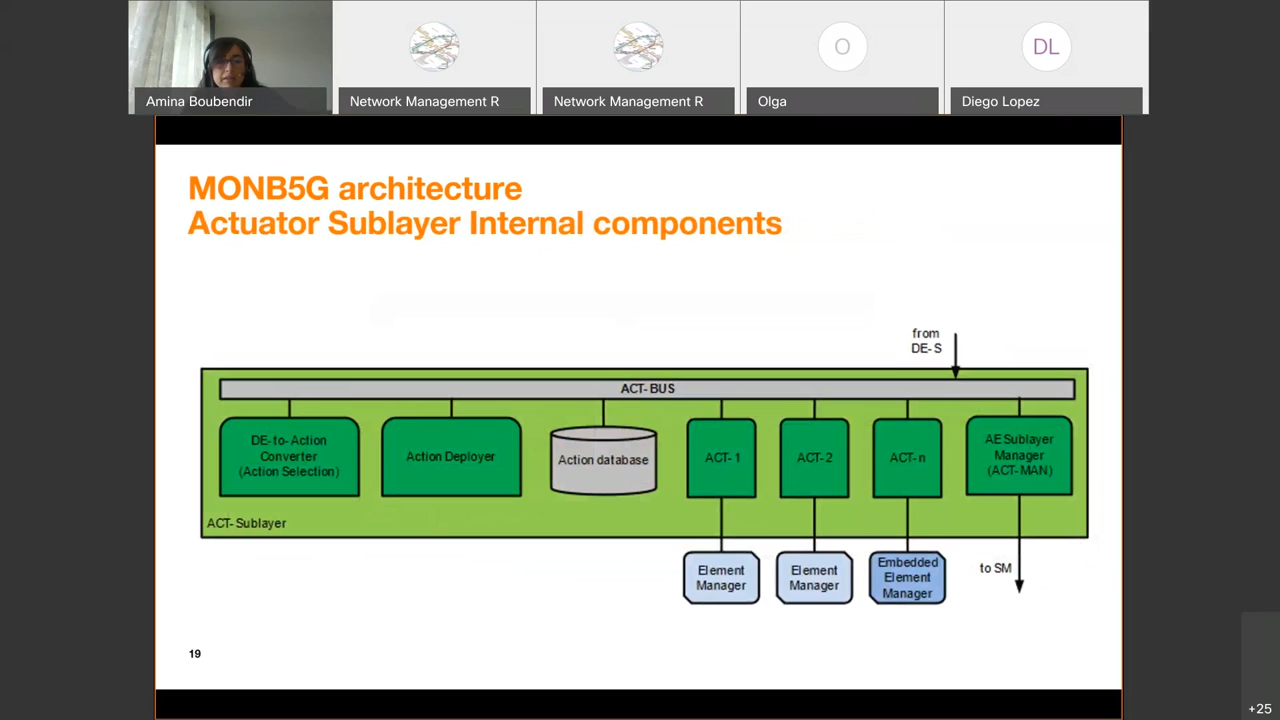 Amina Boubendir
Network Management R
Network Management R
O
Olga
DL
Diego Lopez
MONB5G architecture
Actuator Sublayer Internal components
from
DE-S
ACT-BUS
DE-to-Action
Converter
(Action Selection)
Action Deployer
Action database
ACT-1
ACT-2
ACT-n
AE Sublayer
Manager
(ACT-MAN)
ACT-Sublayer
Element
Manager
Element
Manager
Embedded
Element
Manager
to SM
19
+25